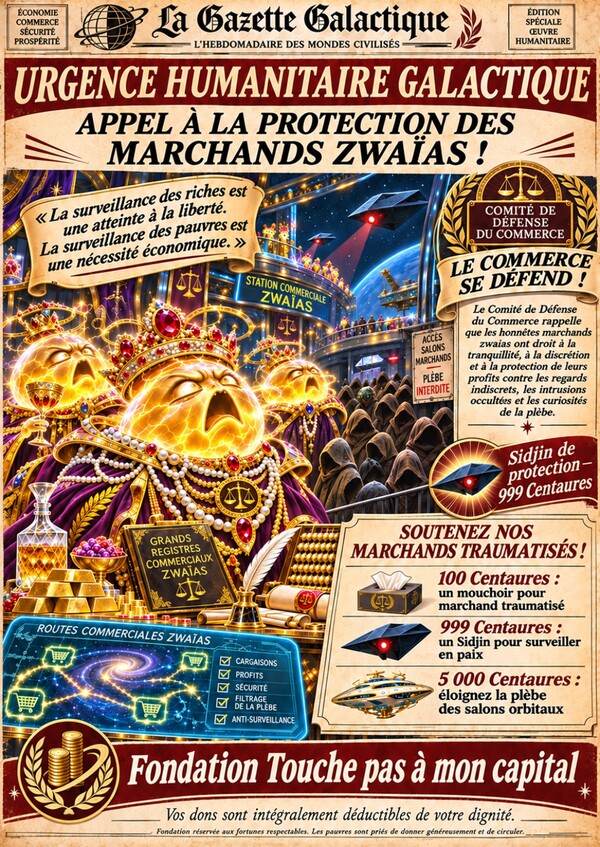 ÉCONOMIE
COMMERCE
SÉCURITÉ
PROSPÉRITÉ
La Gazette Galactique
L'HEBDOMADAIRE DES MONDES CIVILISÉS
ÉDITION
SPÉCIALE
ŒUVRE
HUMANITAIRE
URGENCE HUMANITAIRE GALACTIQUE
APPEL À LA PROTECTION DES
MARCHANDS ZWAÏAS !
« La surveillance des riches est
une atteinte à la liberté.
La surveillance des pauvres est
une nécessité économique. »
STATION COMMERCIALE
ZWAÏAS
ACCÈS
SALONS
MARCHANDS
PLÈBE
INTERDITE
COMITÉ DE
DÉFENSE
DU COMMERCE
LE COMMERCE
SE DÉFEND !
Le Comité de Défense
du Commerce rappelle
que les honnêtes marchands
zwaïas ont droit à la
tranquillité, à la discrétion
et à la protection de leurs
profits contre les regards
indiscrets, les intrusions
occultées et les curiosités
de la plèbe.
Sidjin de
protection—
999 Centaures
GRANDS
REGISTRES
COMMERCIAUX
ZWAÏAS
SOUTENEZ NOS
MARCHANDS TRAUMATISÉS !
100 Centaures :
un mouchoir pour
marchand traumatisé
999 Centaures :
un Sidjin pour surveiller
en paix
5 000 Centaures :
éloignez la plèbe
des salons orbitaux
ROUTES COMMERCIALES ZWAÏAS
CARGAISONS
PROFITS
SÉCURITÉ
FILTRAGE
DE LA PLÈBE
ANTI-SURVEILLANCE
Fondation Touche pas à mon capital
Vos dons sont intégralement déductibles de votre dignité.
Fondation réservée aux fortunes respectables. Les pauvres sont priés de donner généreusement et de circuler.